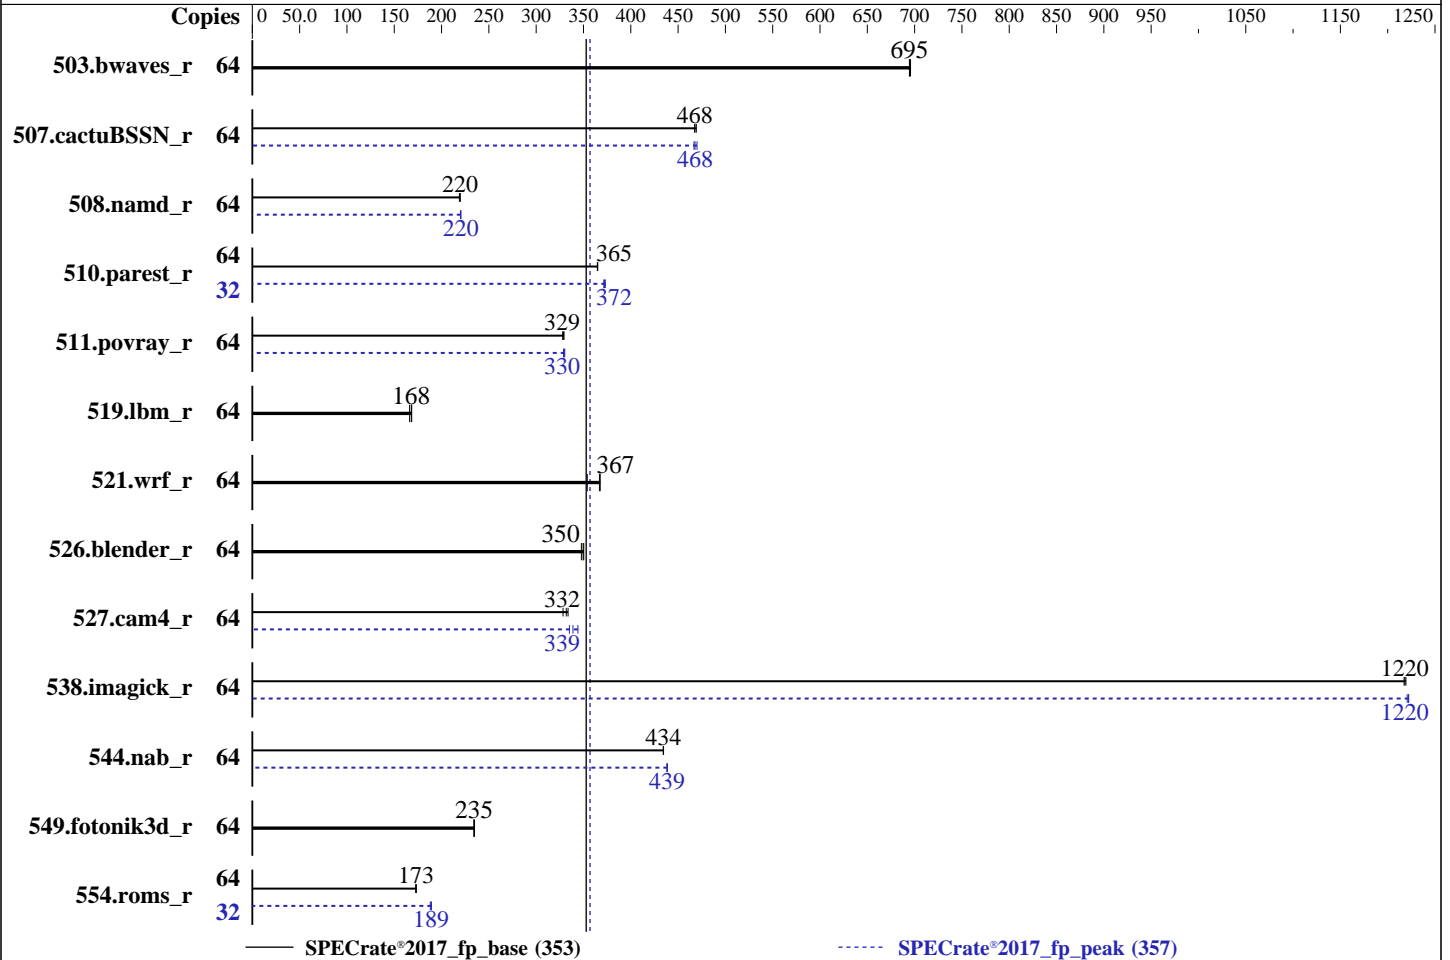 Copies 0 50.0 100 150 200 250 300 350 400 450 500 550 600 650 700 750 800 850 900 950 1050 1150 1250
503.bwaves_r 64 695
507.cactuBSSN_r 64 468
468
508.namd_r 64 220
220
510.parest_r 64 365
32 372
511.povray_r 64 329
330
519.lbm_r 64 168
521.wrf_r 64 367
526.blender_r 64 350
527.cam4_r 64 332
339
538.imagick_r 64 1220
1220
544.nab_r 64 434
439
549.fotonik3d_r 64 235
554.roms_r 64 173
32 189
SPECrate®2017_fp_base (353) SPECrate®2017_fp_peak (357)